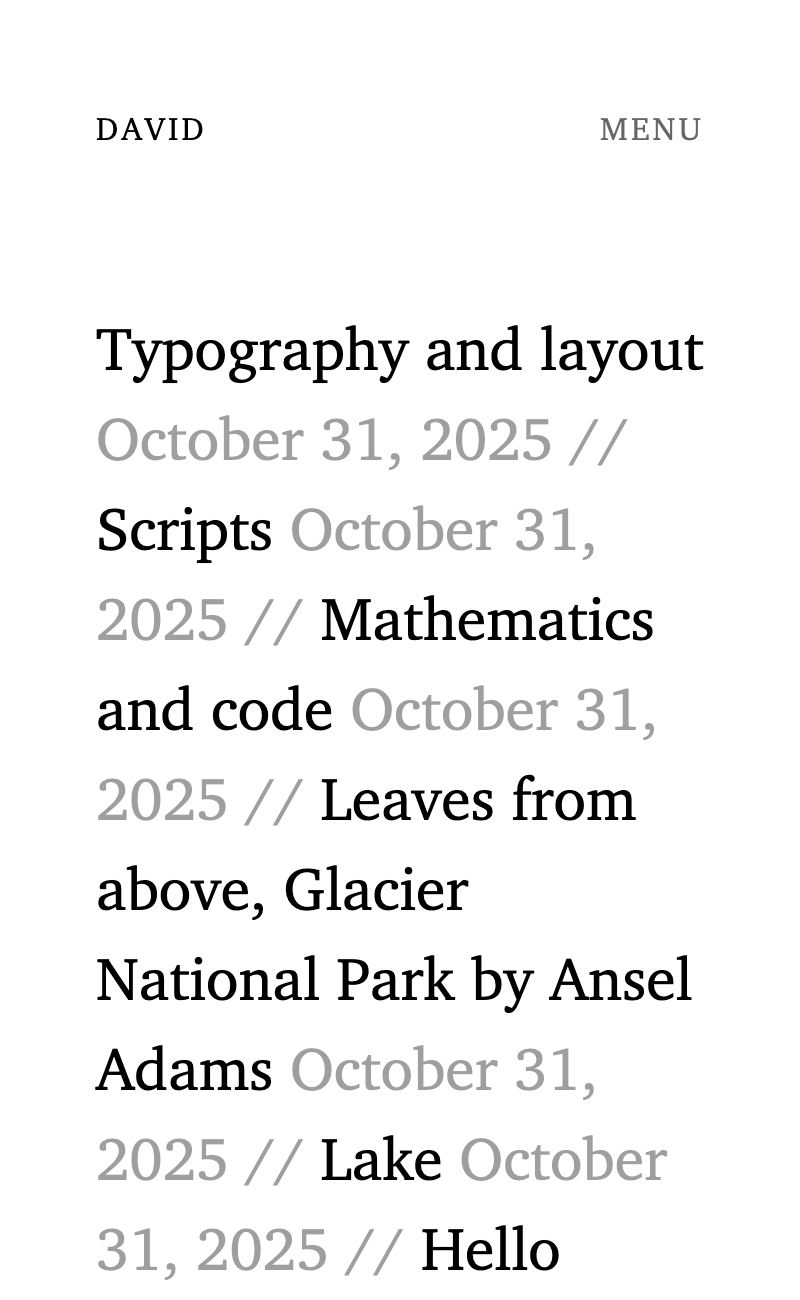 DAVID
MENU
Typography and layout
October 31, 2025 //
Scripts October 31,
2025 // Mathematics
and code October 31,
2025 // Leaves from
above, Glacier
National Park by Ansel
Adams October 31,
2025 // Lake October
31, 2025 // Hello